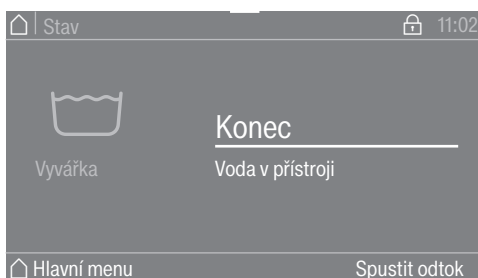 Stav 11:02
Konec
Vyvářka Voda v přístroji
Hlavní menu Spustit odtok